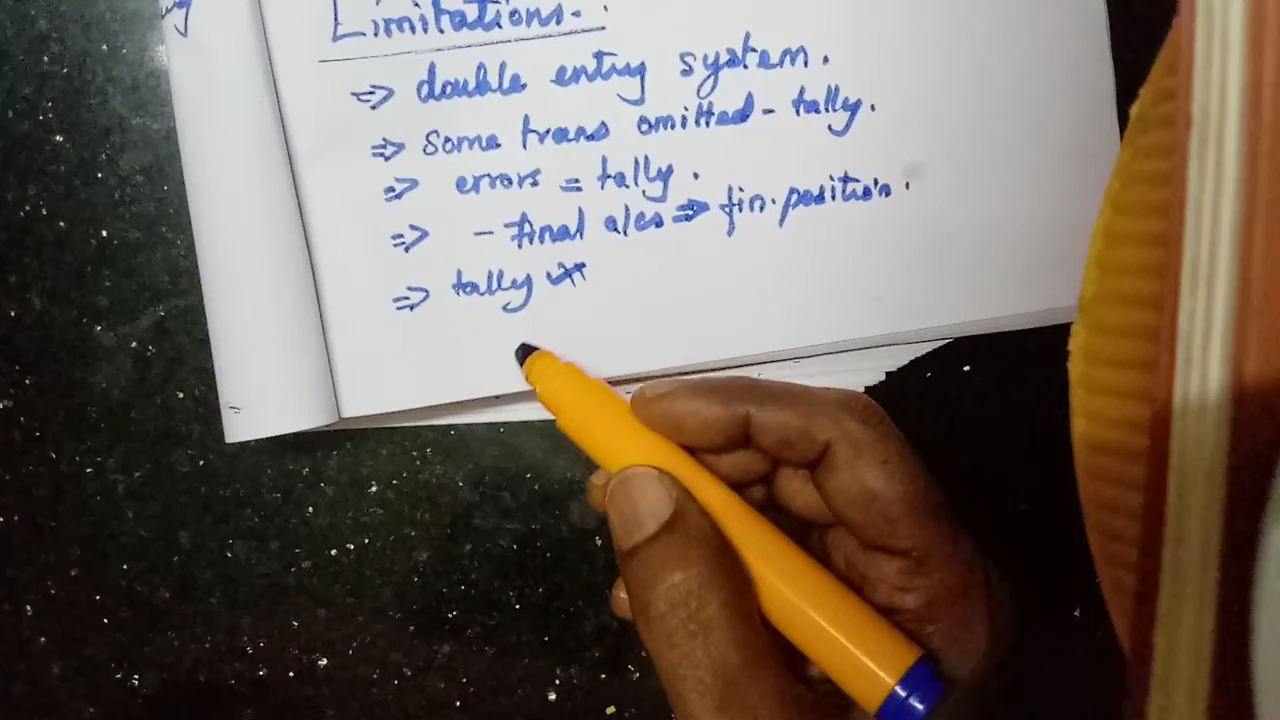 Limitations.
⇒ double entry system.
⇒ some trans omitted - tally.
⇒ errors = tally.
⇒ - Final a/cs ⇒ fin. position.
⇒ tally